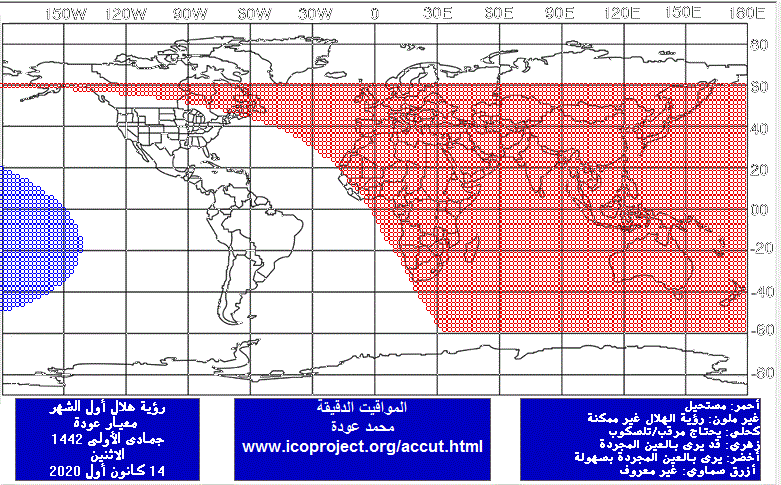 150W 120W 90W 60W 30W 0 30E 60E 90E 120E 150E 180E
80
60
40
20
00
-20
-40
-60
-80
رؤية هلال أول الشهر
معيار عودة
جمادى الأولى 1442
الاثنين
14 كانون أول 2020
المواقيت الدقيقة
محمد عودة
www.icoproject.org/accut.html
أحمر: مستحيل
غير ملون: رؤية الهلال غير ممكنة
كحلي: يحتاج مرقب/تلسكوب
زهري: قد يرى بالعين المجردة
أخضر: يرى بالعين المجردة بسهولة
أزرق سماوي: غير معروف